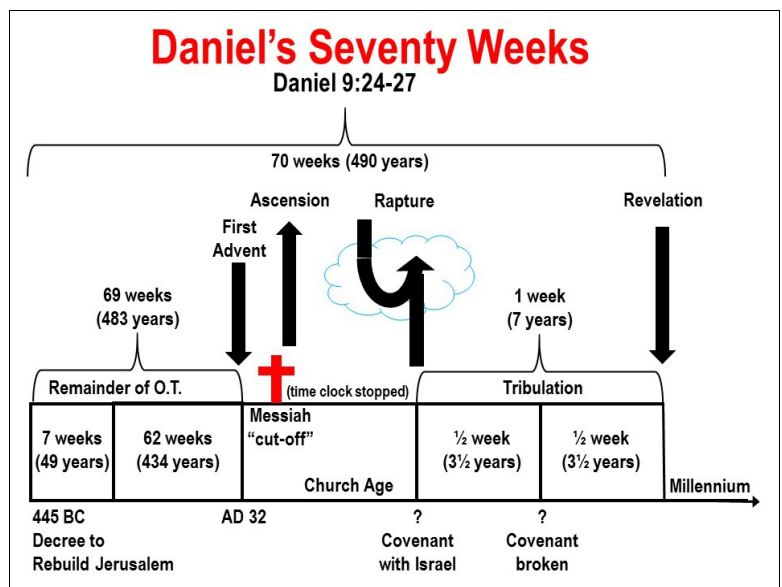 Daniel's Seventy Weeks
Daniel 9:24-27
70 weeks (490 years)
Ascension
Rapture
Revelation
First
Advent
69 weeks
(483 years)
1 week
(7 years)
Remainder of O.T.
(time clock stopped)
Tribulation
Messiah
“cut-off”
7 weeks
(49 years)
62 weeks
(434 years)
½ week
(3½ years)
½ week
(3½ years)
Church Age
Millennium
445 BC
Decree to
Rebuild Jerusalem
AD 32
?
Covenant
with Israel
?
Covenant
broken